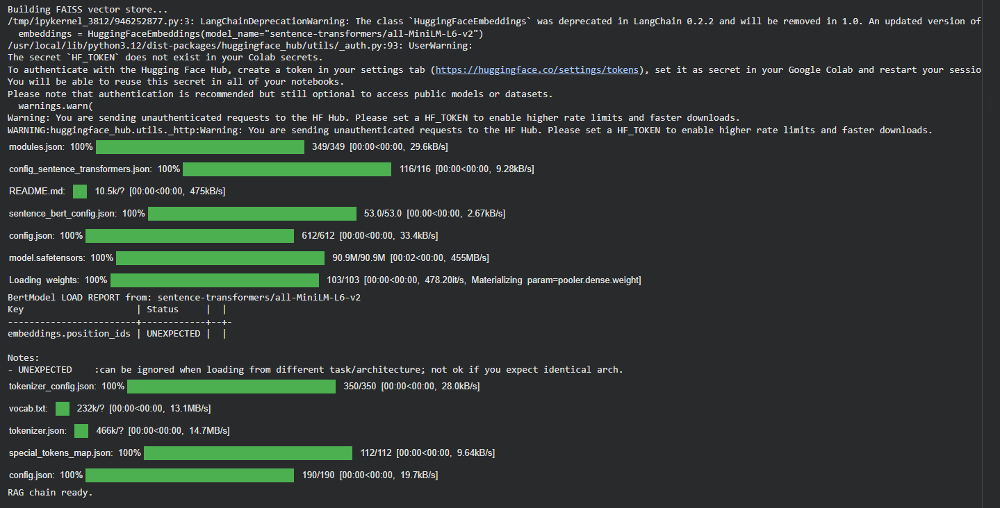 Building FAISS vector store...
/tmp/ipykernel_3812/946252877.py:3: LangChainDeprecationWarning: The class `HuggingFaceEmbeddings` was deprecated in LangChain 0.2.2 and will be removed in 1.0. An updated version of
  embeddings = HuggingFaceEmbeddings(model_name="sentence-transformers/all-MiniLM-L6-v2")
/usr/local/lib/python3.12/dist-packages/huggingface_hub/utils/_auth.py:93: UserWarning:
The secret `HF_TOKEN` does not exist in your Colab secrets.
To authenticate with the Hugging Face Hub, create a token in your settings tab (https://huggingface.co/settings/tokens), set it as secret in your Google Colab and restart your sessio
You will be able to reuse this secret in all of your notebooks.
Please note that authentication is recommended but still optional to access public models or datasets.
  warnings.warn(
Warning: You are sending unauthenticated requests to the HF Hub. Please set a HF_TOKEN to enable higher rate limits and faster downloads.
WARNING:huggingface_hub.utils._http:Warning: You are sending unauthenticated requests to the HF Hub. Please set a HF_TOKEN to enable higher rate limits and faster downloads.
modules.json: 100% 349/349 [00:00<00:00, 29.6kB/s]
config_sentence_transformers.json: 100% 116/116 [00:00<00:00, 9.28kB/s]
README.md: 10.5k/? [00:00<00:00, 475kB/s]
sentence_bert_config.json: 100% 53.0/53.0 [00:00<00:00, 2.67kB/s]
config.json: 100% 612/612 [00:00<00:00, 33.4kB/s]
model.safetensors: 100% 90.9M/90.9M [00:02<00:00, 455MB/s]
Loading weights: 100% 103/103 [00:00<00:00, 478.20it/s, Materializing param=pooler.dense.weight]
BertModel LOAD REPORT from: sentence-transformers/all-MiniLM-L6-v2
Key                     | Status     |  |
------------------------+------------+--+-
embeddings.position_ids | UNEXPECTED |  |
Notes:
- UNEXPECTED    :can be ignored when loading from different task/architecture; not ok if you expect identical arch.
tokenizer_config.json: 100% 350/350 [00:00<00:00, 28.0kB/s]
vocab.txt: 232k/? [00:00<00:00, 13.1MB/s]
tokenizer.json: 466k/? [00:00<00:00, 14.7MB/s]
special_tokens_map.json: 100% 112/112 [00:00<00:00, 9.64kB/s]
config.json: 100% 190/190 [00:00<00:00, 19.7kB/s]
RAG chain ready.